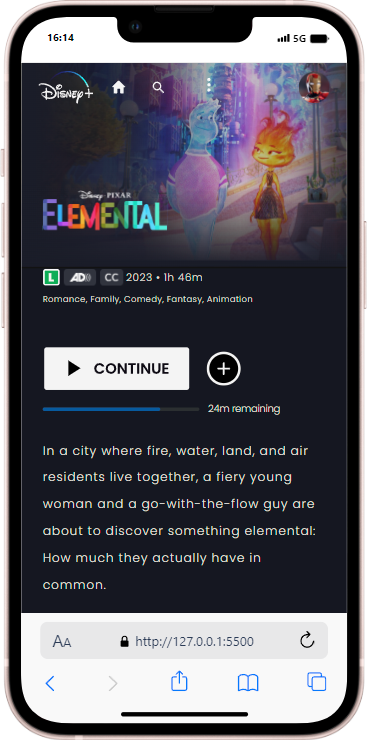 16:14
5G
Disney+
Disney · PIXAR
ELEMENTAL
L AD CC 2023 • 1h 46m
Romance, Family, Comedy, Fantasy, Animation
CONTINUE
24m remaining
In a city where fire, water, land, and air
residents live together, a fiery young
woman and a go-with-the-flow guy are
about to discover something elemental:
How much they actually have in
common.
AA http://127.0.0.1:5500